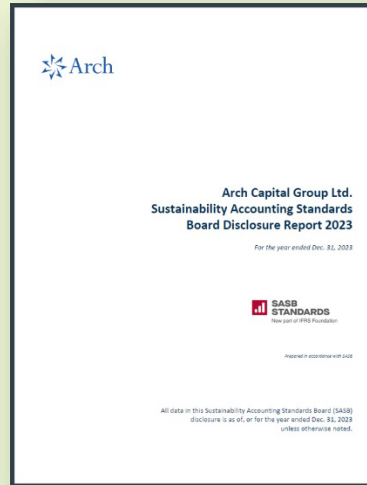 Arch
Arch Capital Group Ltd.
Sustainability Accounting Standards
Board Disclosure Report 2023
For the year ended Dec. 31, 2023
SASB
STANDARDS
Now part of IFRS Foundation
Prepared in accordance with SASB
All data in this Sustainability Accounting Standards Board (SASB)
disclosure is as of, or for the year ended Dec. 31, 2023
unless otherwise noted.